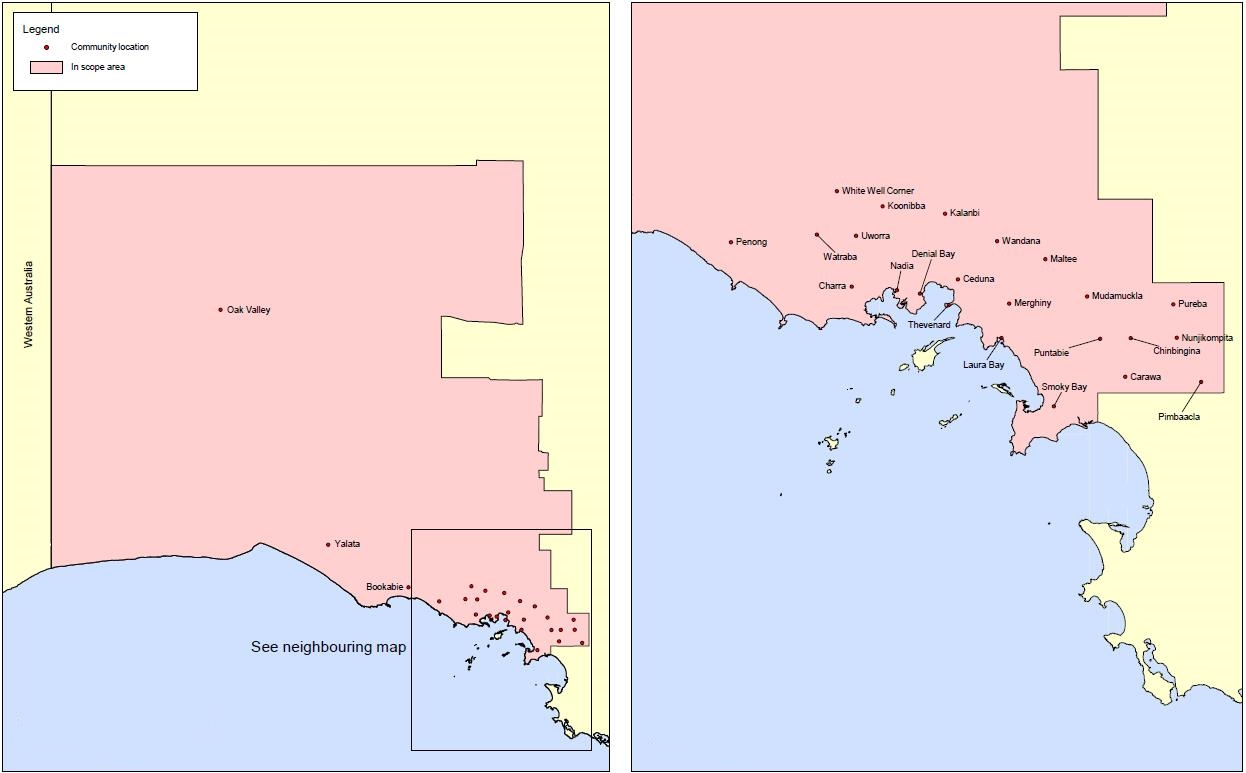 Legend
Community location
In scope area
Western Australia
Oak Valley
Yalata
Bookabie
See neighbouring map
White Well Corner
Koonibba
Kalanbi
Penong
Uworra
Wandana
Watraba
Denial Bay
Maltee
Nadia
Charra
Ceduna
Mudamuckla
Merghiny
Pureba
Thevenard
Nunjikompita
Puntabie
Chinbingina
Laura Bay
Carawa
Smoky Bay
Pimbaacla